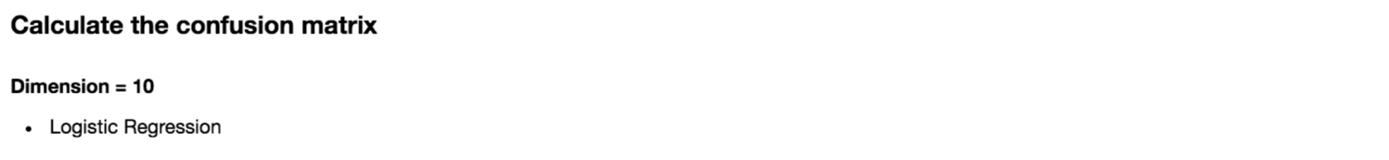 Calculate the confusion matrix
Dimension = 10
• Logistic Regression